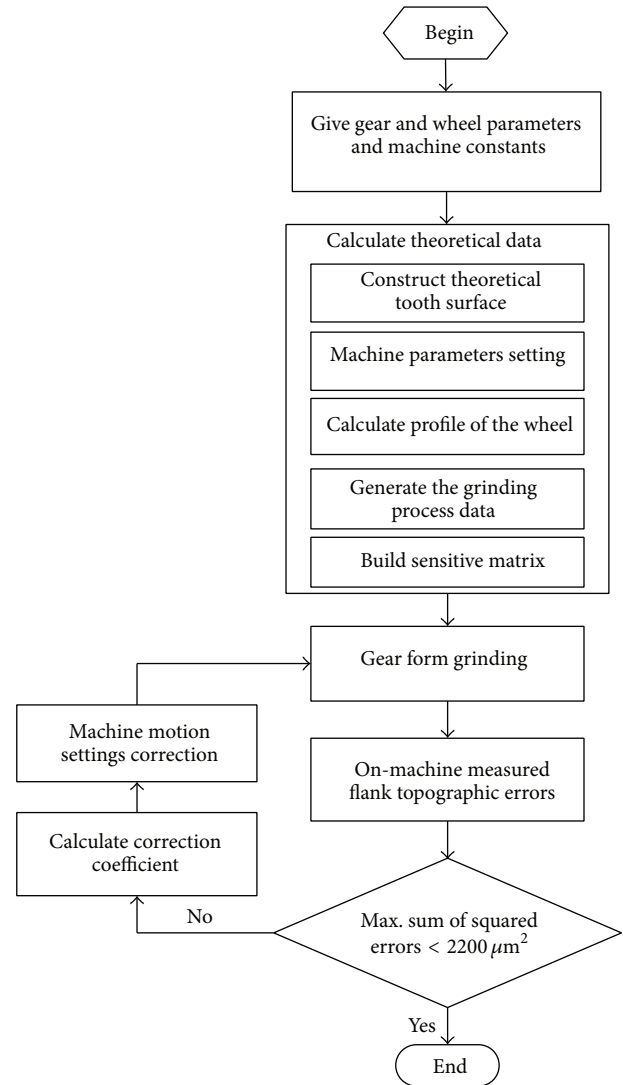 Begin
Give gear and wheel parameters
and machine constants
Calculate theoretical data
Construct theoretical
tooth surface
Machine parameters setting
Calculate profile of the wheel
Generate the grinding
process data
Build sensitive matrix
Gear form grinding
Machine motion
settings correction
On-machine measured
flank topographic errors
Calculate correction
coefficient
No
Max. sum of squared
errors < 2200 μm²
Yes
End